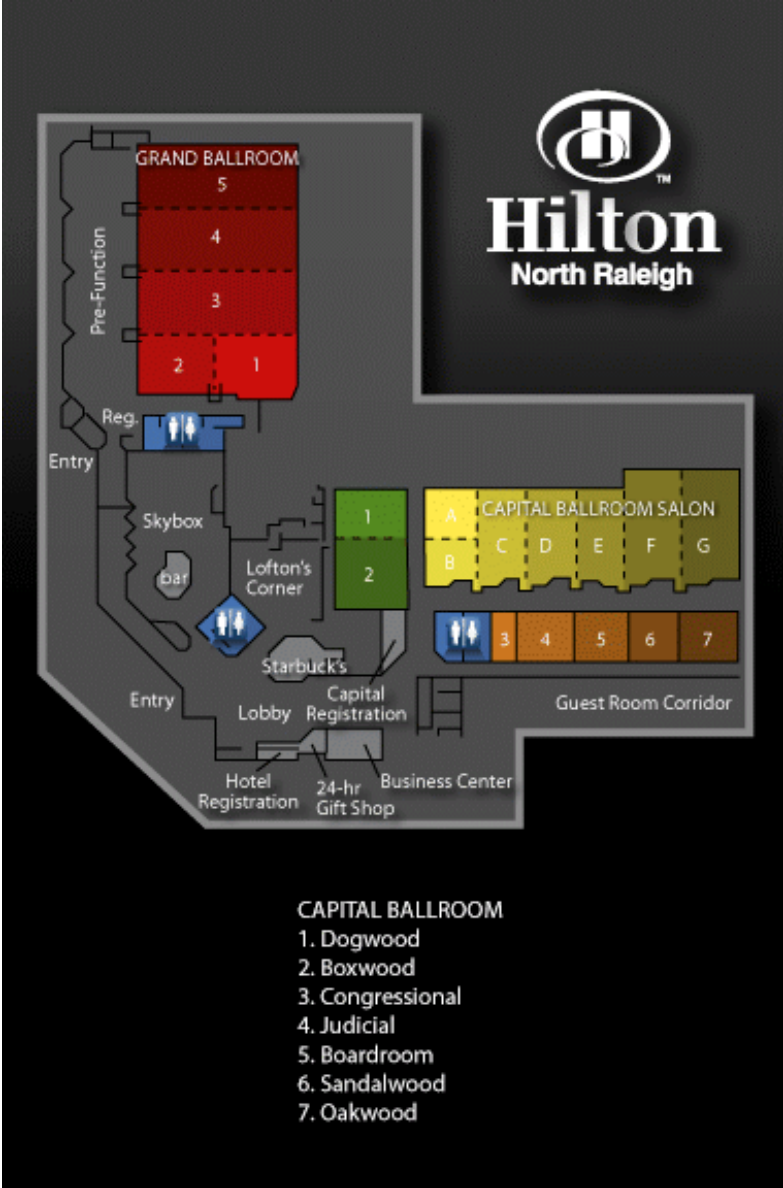 H
TM
Hilton
North Raleigh
GRAND BALLROOM
5
4
3
2
1
Pre-Function
Reg.
Entry
Skybox
bar
Lofton's
Corner
1
2
A
B
CAPITAL BALLROOM SALON
C
D
E
F
G
3
4
5
6
7
Starbuck's
Capital
Registration
Entry
Lobby
Guest Room Corridor
Hotel
Registration
24-hr
Gift Shop
Business Center
CAPITAL BALLROOM
1. Dogwood
2. Boxwood
3. Congressional
4. Judicial
5. Boardroom
6. Sandalwood
7. Oakwood